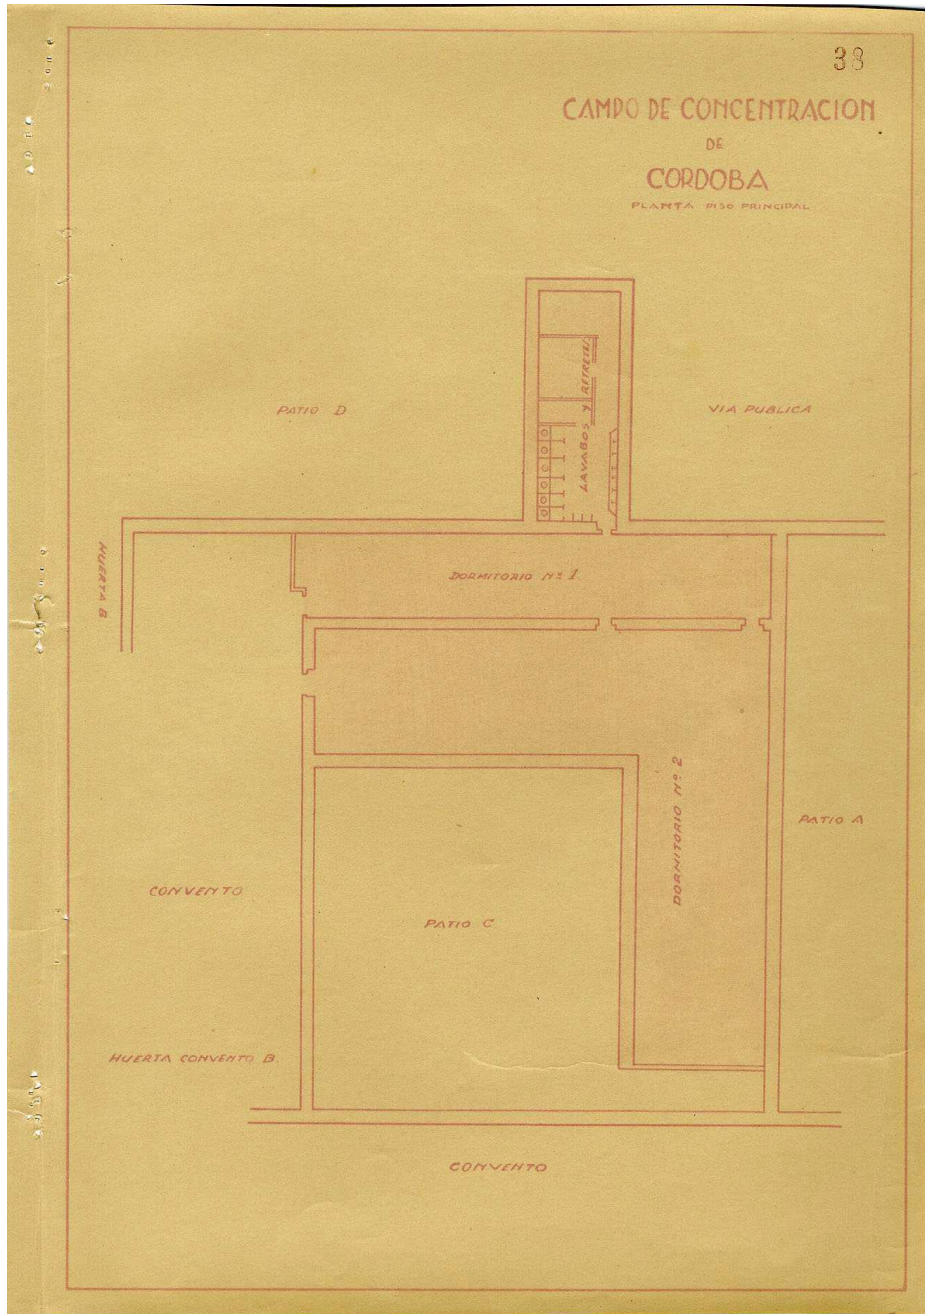 38
CAMPO DE CONCENTRACION
DE
CORDOBA
PLANTA PISO PRINCIPAL
PATIO D
VIA PUBLICA
LAVABOS Y RETRETES.
HUERTA B.
DORMITORIO Nº 1
DORMITORIO Nº 2
PATIO A
CONVENTO
PATIO C
HUERTA CONVENTO B.
CONVENTO